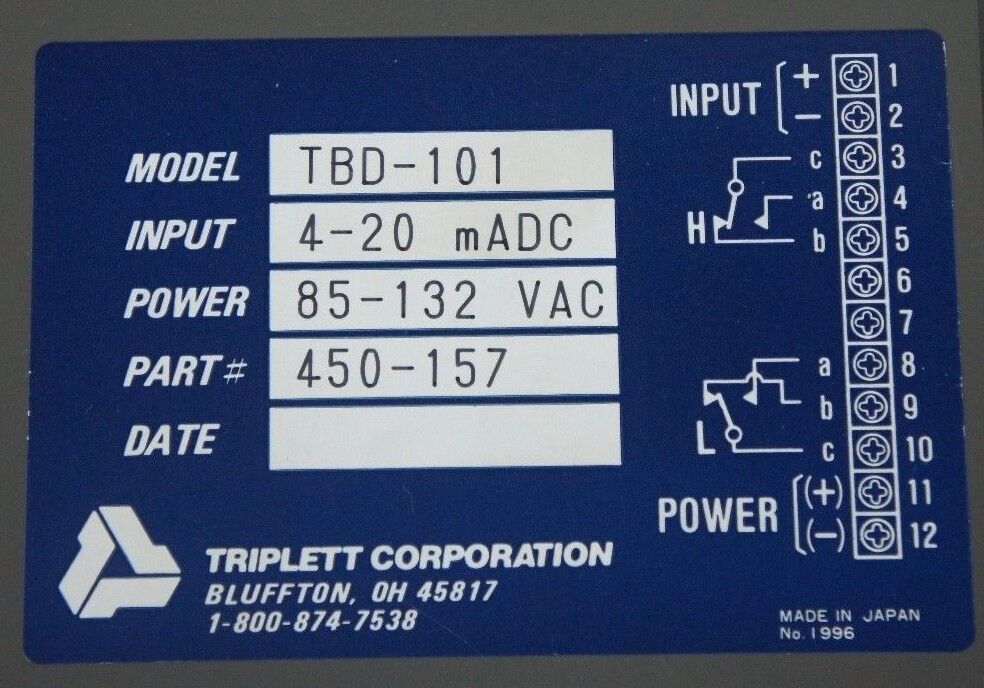 MODEL TBD-101
INPUT 4-20 mADC
POWER 85-132 VAC
PART# 450-157
DATE
TRIPLETT CORPORATION
BLUFFTON, OH 45817
1-800-874-7538
INPUT (+ 1
- 2
c 3
a 4
H b 5
6
7
a 8
b 9
L c 10
POWER ((+) 11
(-) 12
MADE IN JAPAN
No. 1996